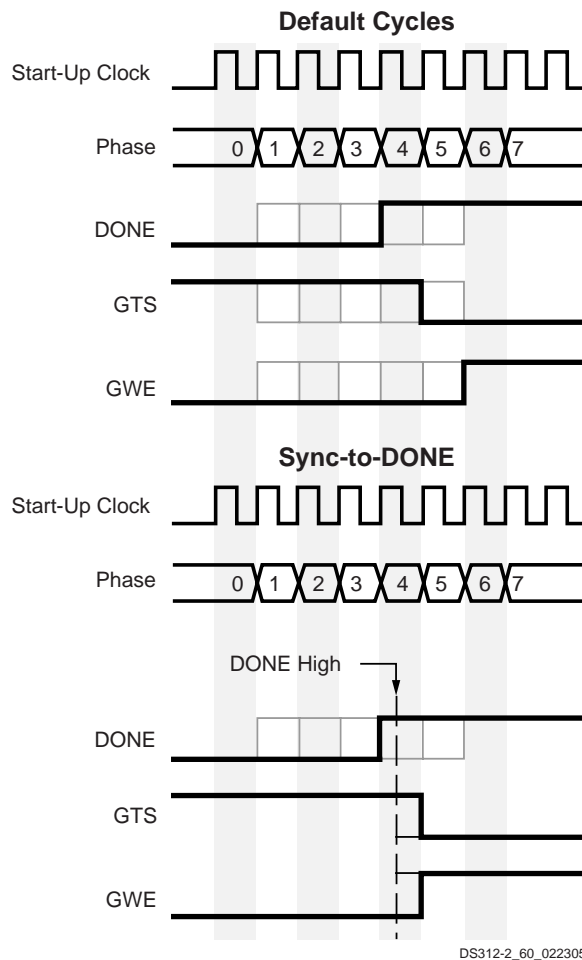 Default Cycles
Start-Up Clock
Phase 0 1 2 3 4 5 6 7
DONE
GTS
GWE
Sync-to-DONE
Start-Up Clock
Phase 0 1 2 3 4 5 6 7
DONE High
DONE
GTS
GWE
DS312-2_60_022305